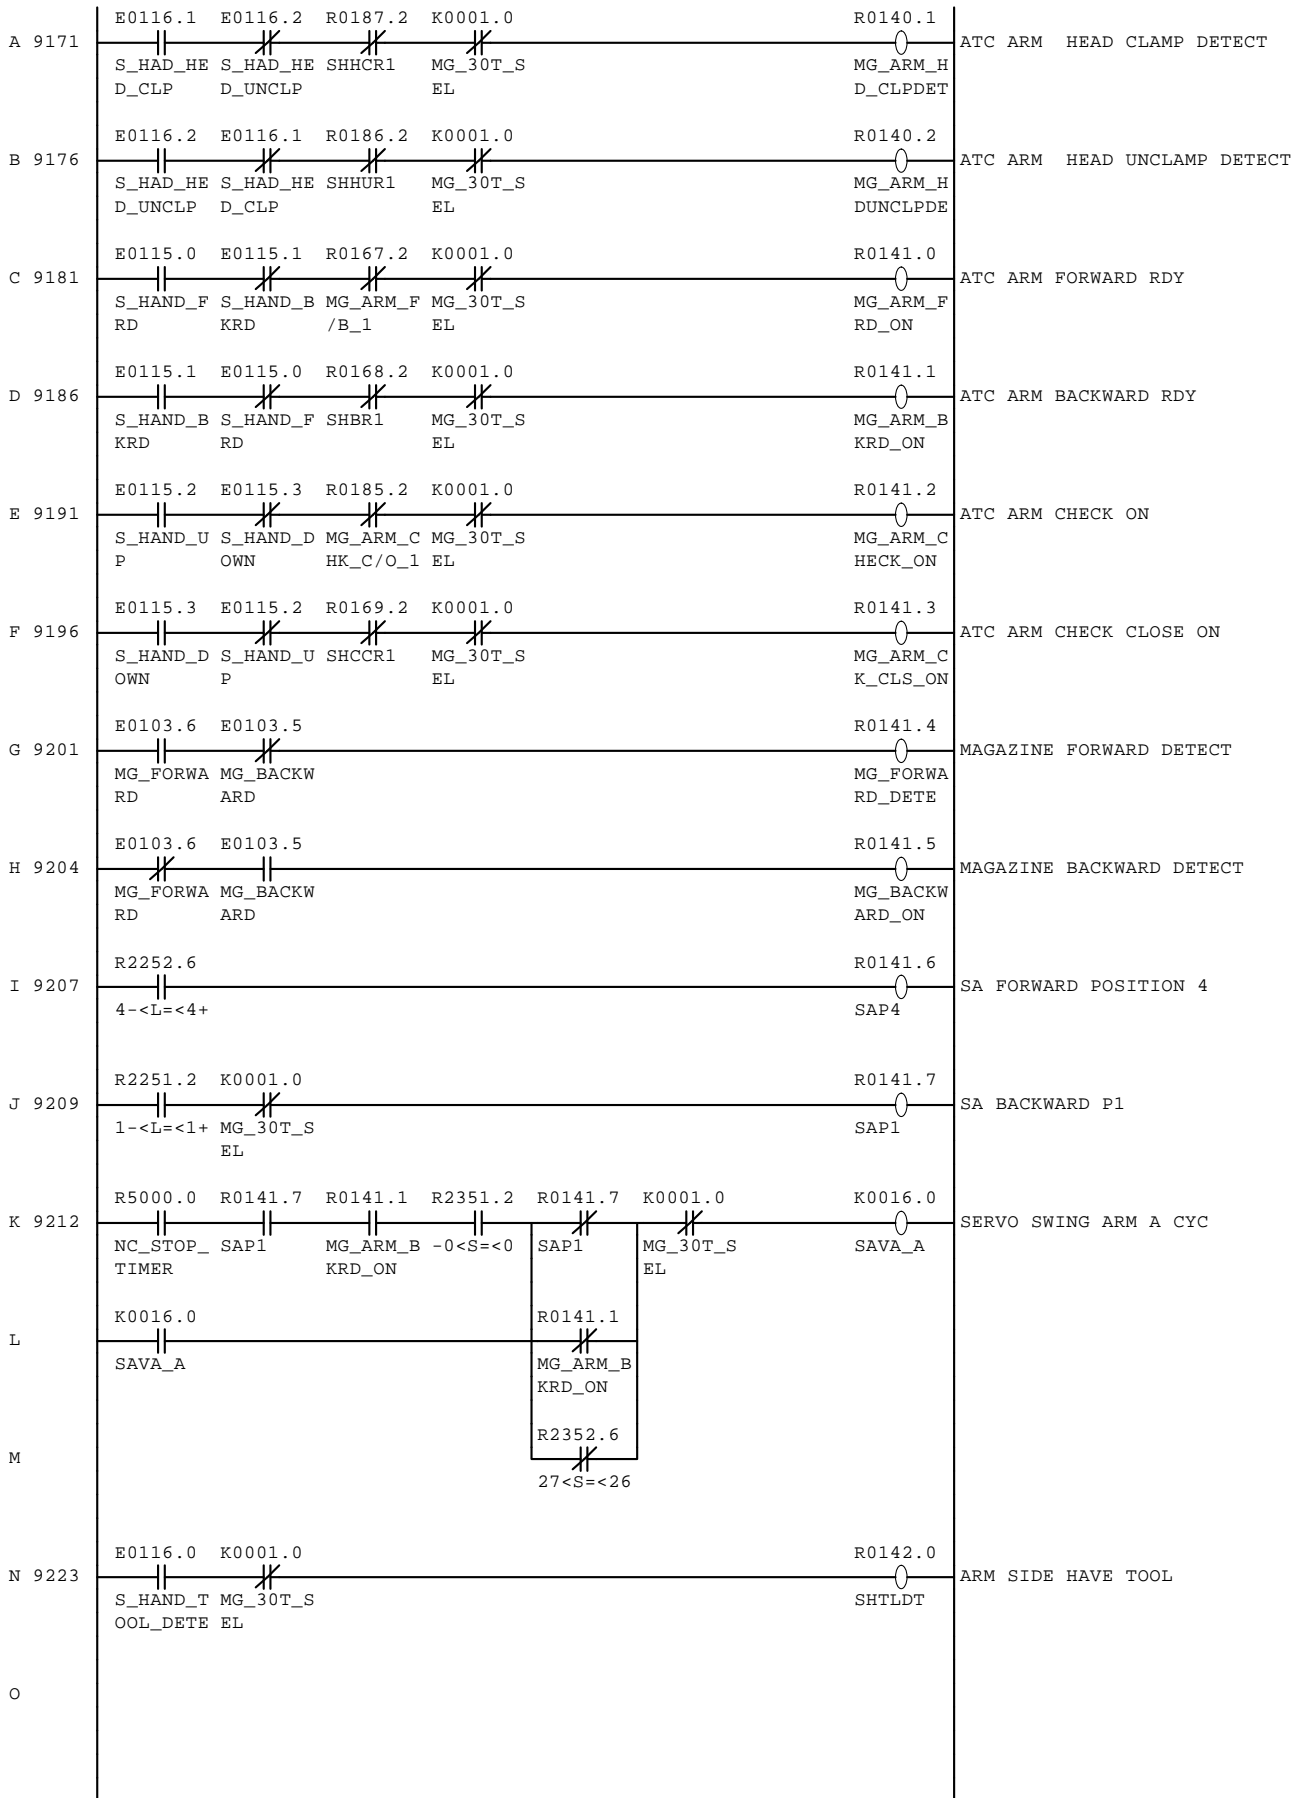 E0116.1 E0116.2 R0187.2 K0001.0 R0140.1
A 9171 ATC ARM HEAD CLAMP DETECT
S_HAD_HE S_HAD_HE SHHCR1 MG_30T_S MG_ARM_H
D_CLP D_UNCLP EL D_CLPDET
E0116.2 E0116.1 R0186.2 K0001.0 R0140.2
B 9176 ATC ARM HEAD UNCLAMP DETECT
S_HAD_HE S_HAD_HE SHHUR1 MG_30T_S MG_ARM_H
D_UNCLP D_CLP EL DUNCLPDE
E0115.0 E0115.1 R0167.2 K0001.0 R0141.0
C 9181 ATC ARM FORWARD RDY
S_HAND_F S_HAND_B MG_ARM_F MG_30T_S MG_ARM_F
RD KRD /B_1 EL RD_ON
E0115.1 E0115.0 R0168.2 K0001.0 R0141.1
D 9186 ATC ARM BACKWARD RDY
S_HAND_B S_HAND_F SHBR1 MG_30T_S MG_ARM_B
KRD RD EL KRD_ON
E0115.2 E0115.3 R0185.2 K0001.0 R0141.2
E 9191 ATC ARM CHECK ON
S_HAND_U S_HAND_D MG_ARM_C MG_30T_S MG_ARM_C
P OWN HK_C/O_1 EL HECK_ON
E0115.3 E0115.2 R0169.2 K0001.0 R0141.3
F 9196 ATC ARM CHECK CLOSE ON
S_HAND_D S_HAND_U SHCCR1 MG_30T_S MG_ARM_C
OWN P EL K_CLS_ON
E0103.6 E0103.5 R0141.4
G 9201 MAGAZINE FORWARD DETECT
MG_FORWA MG_BACKW MG_FORWA
RD ARD RD_DETE
E0103.6 E0103.5 R0141.5
H 9204 MAGAZINE BACKWARD DETECT
MG_FORWA MG_BACKW MG_BACKW
RD ARD ARD_ON
R2252.6 R0141.6
I 9207 SA FORWARD POSITION 4
4-<L=<4+ SAP4
R2251.2 K0001.0 R0141.7
J 9209 SA BACKWARD P1
1-<L=<1+ MG_30T_S SAP1
EL
R5000.0 R0141.7 R0141.1 R2351.2 R0141.7 K0001.0 K0016.0
K 9212 SERVO SWING ARM A CYC
NC_STOP_ SAP1 MG_ARM_B -0<S=<0 SAP1 MG_30T_S SAVA_A
TIMER KRD_ON EL
K0016.0 R0141.1
L
SAVA_A MG_ARM_B
KRD_ON
R2352.6
M
27<S=<26
E0116.0 K0001.0 R0142.0
N 9223 ARM SIDE HAVE TOOL
S_HAND_T MG_30T_S SHTLDT
OOL_DETE EL
O